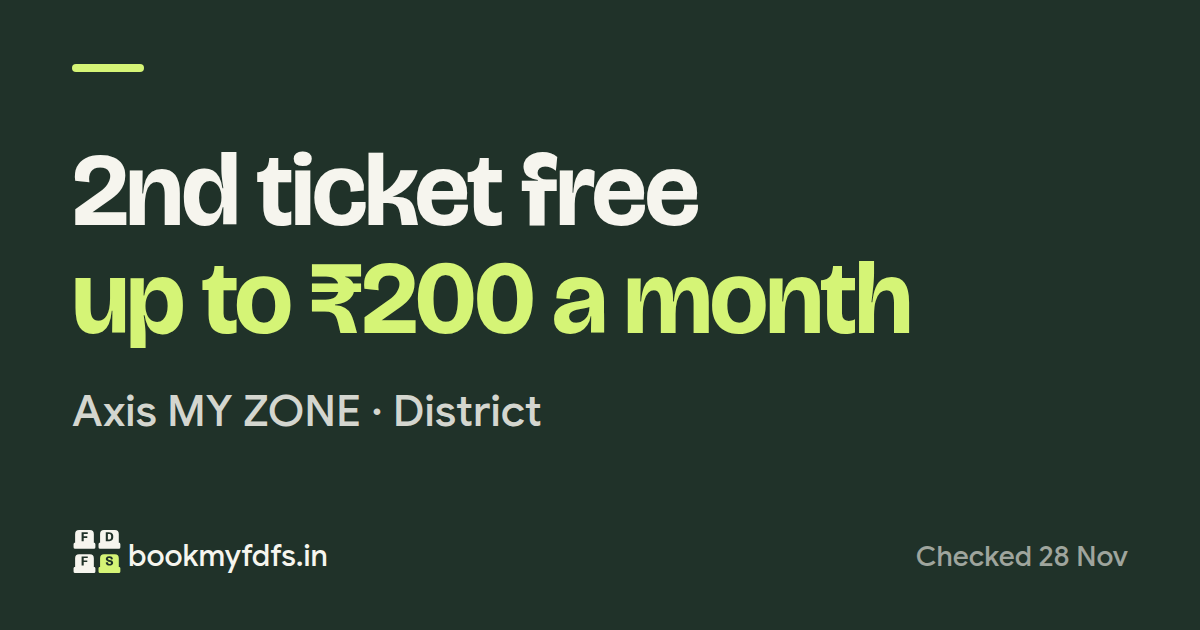 2nd ticket free
up to ₹200 a month
Axis MY ZONE · District
F D
F S
bookmyfdfs.in
Checked 28 Nov